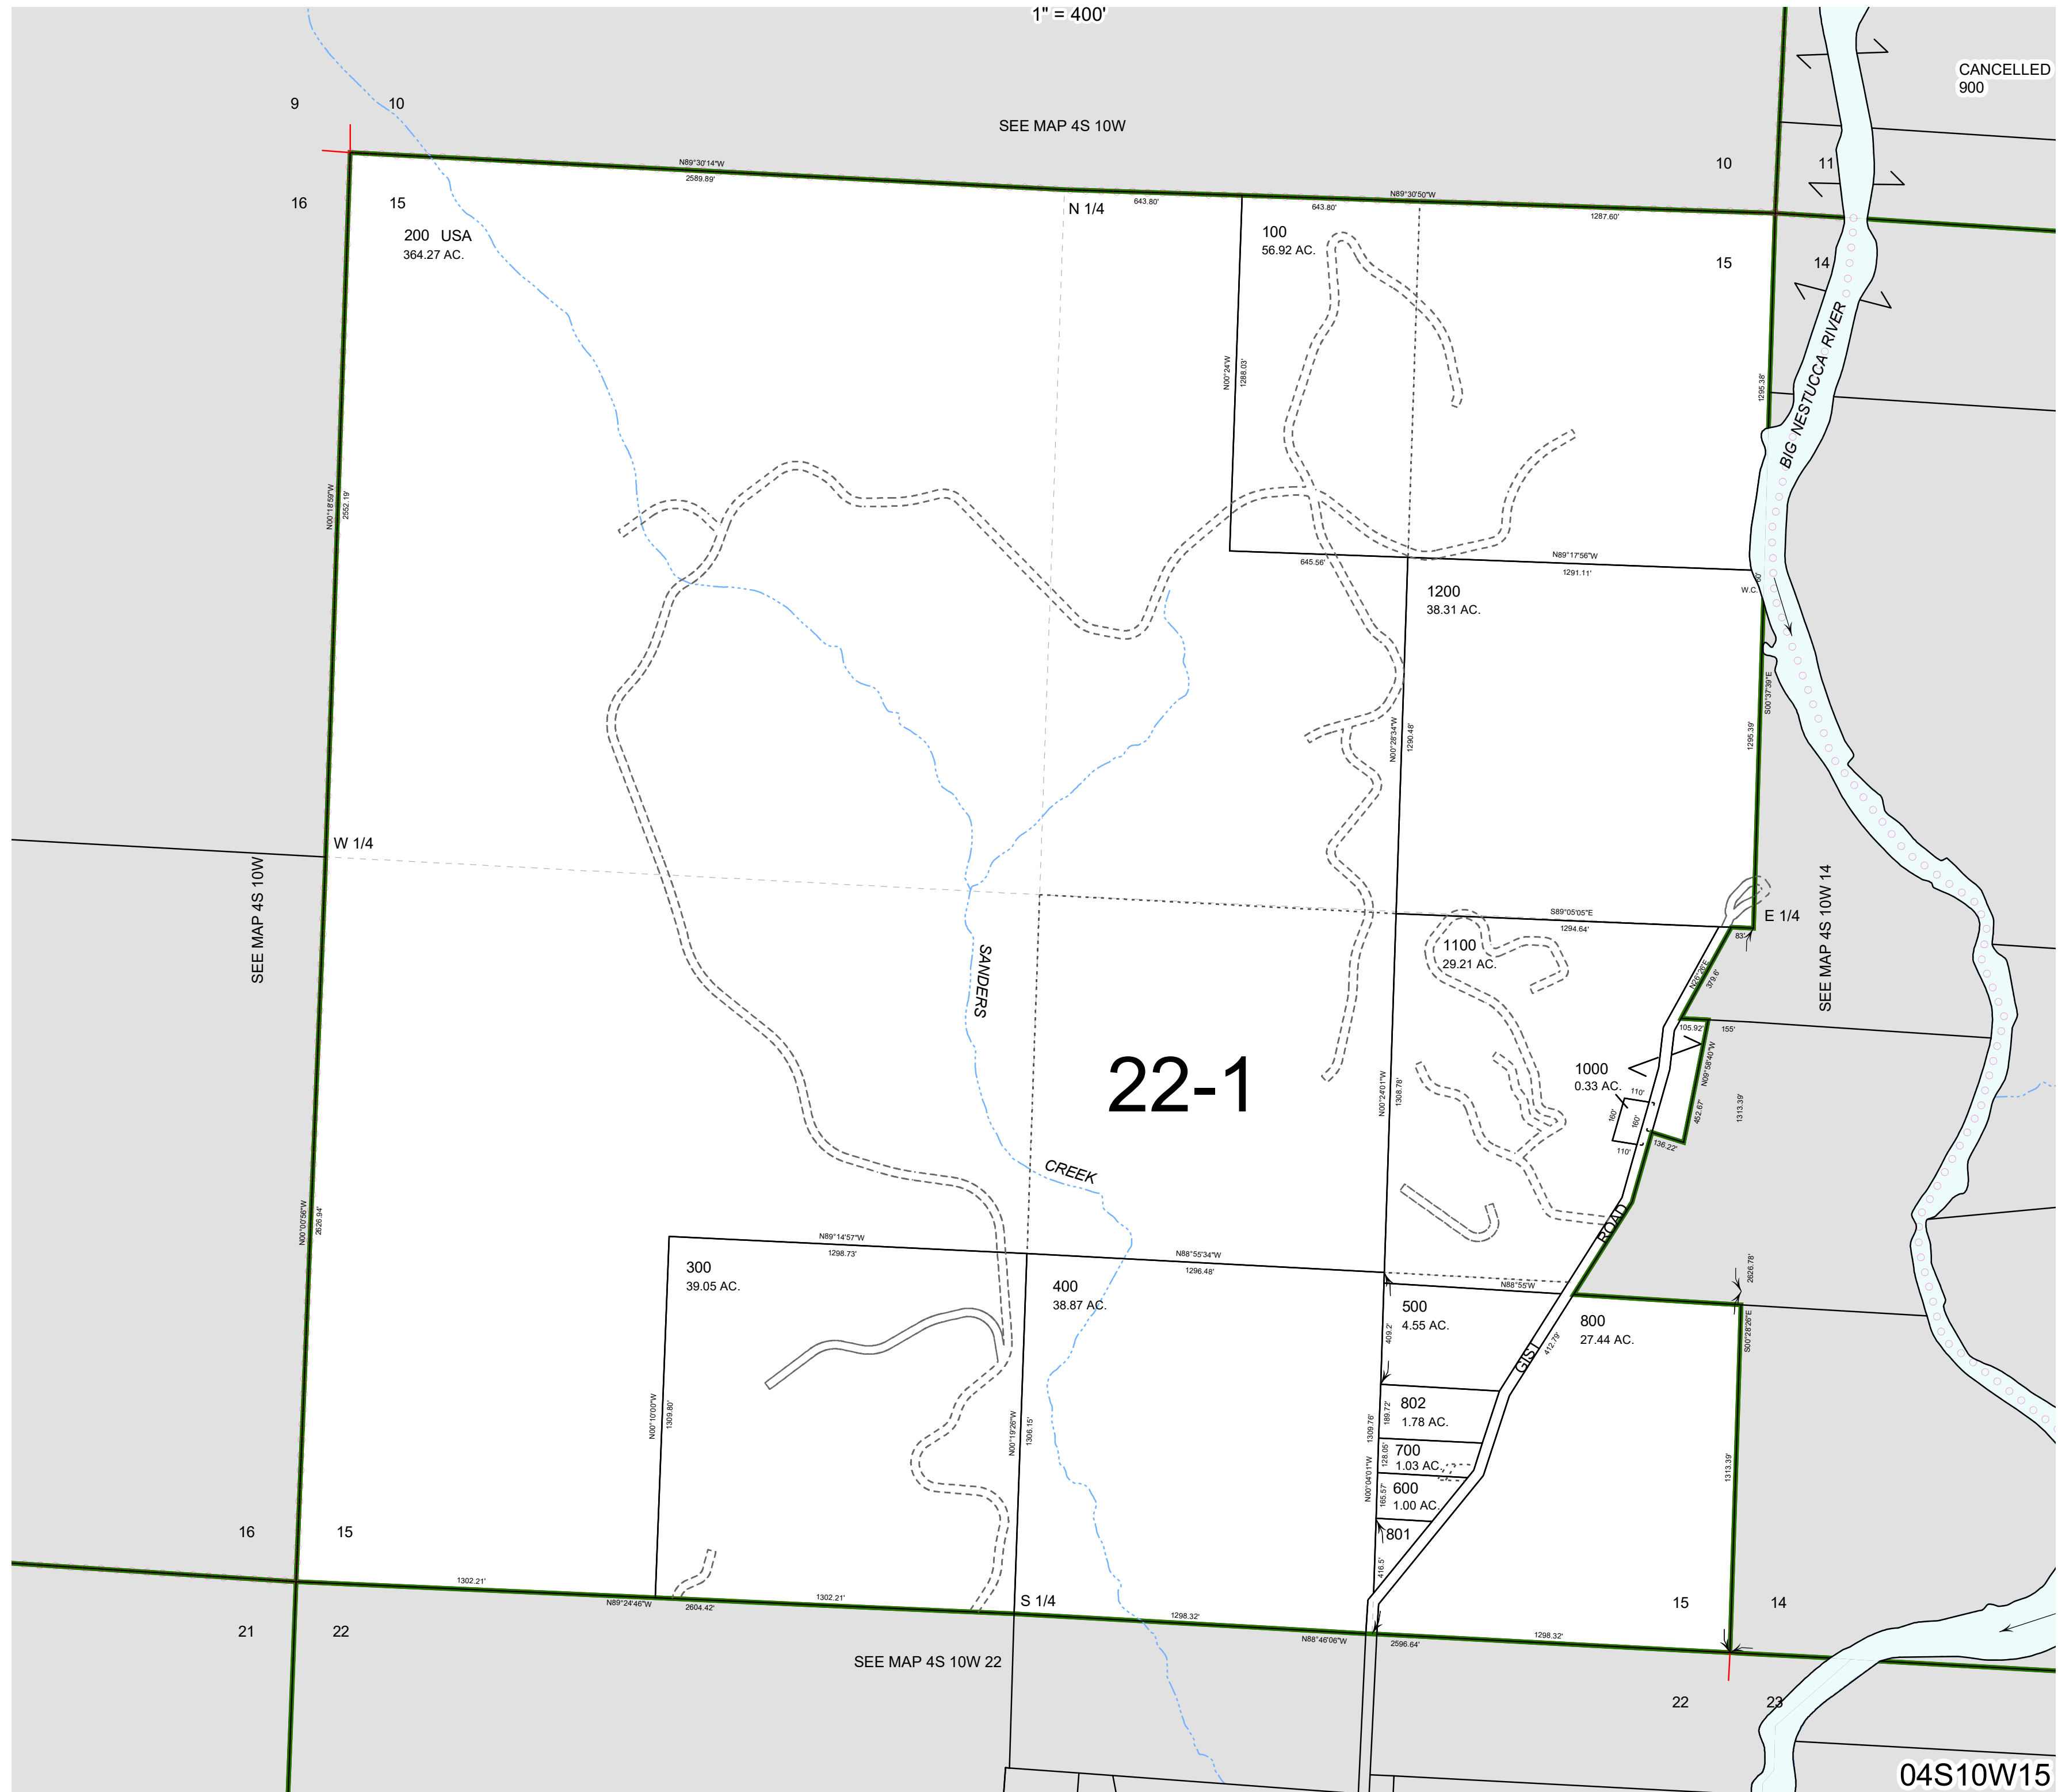 1" = 400'
CANCELLED
900
9
10
SEE MAP 4S 10W
10
11
N89°30'14"W
2589.89'
16
15
N 1/4
643.80'
643.80'
N89°30'50"W
1287.60'
200 USA
364.27 AC.
100
56.92 AC.
15
14
BIG NESTUCCA RIVER
N00°24'W
1288.03'
1295.38'
N00°18'59"W
2552.19'
645.56'
N89°17'56"W
1291.11'
W.C.
60'
1200
38.31 AC.
S00°37'39"E
1295.39'
N00°28'34"W
1290.48'
W 1/4
SEE MAP 4S 10W
SEE MAP 4S 10W 14
S89°05'05"E
1294.64'
E 1/4
83'
1100
29.21 AC.
N28°26'E
379.6'
SANDERS
CREEK
22-1
105.92'
155'
N09°58'40"W
452.67'
1313.39'
1000
0.33 AC.
110'
160'
160'
110'
136.22'
N00°24'01"W
1308.78'
N00°00'56"W
2626.94'
ROAD
N89°14'57"W
1298.73'
N88°55'34"W
1296.48'
N88°55'W
2626.78'
300
39.05 AC.
400
38.87 AC.
500
4.55 AC.
800
27.44 AC.
S00°28'26"E
409.2'
GIST
412.79'
802
1.78 AC.
189.72'
N00°10'00"W
1309.80'
N00°19'26"W
1306.15'
1309.76'
N00°04'01"W
128.05'
700
1.03 AC.
165.57'
600
1.00 AC.
801
416.5'
1313.39'
16
15
1302.21'
N89°24'46"W
2604.42'
1302.21'
S 1/4
1298.32'
N88°46'06"W
2596.64'
1298.32'
15
14
21
22
SEE MAP 4S 10W 22
22
23
04S10W15